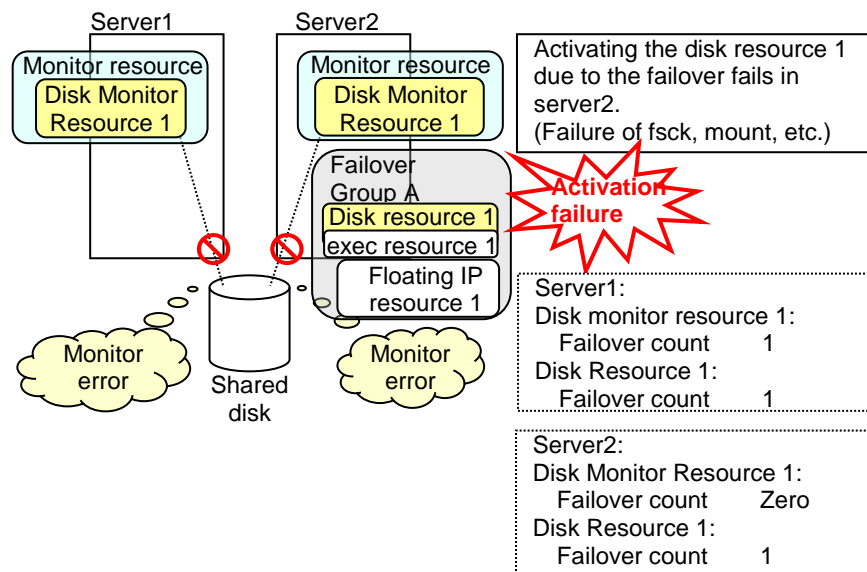 Server1
Server2
Monitor resource
Disk Monitor
Resource 1
Monitor resource
Disk Monitor
Resource 1
Activating the disk resource 1
due to the failover fails in
server2.
(Failure of fsck, mount, etc.)
Failover
Group A
Disk resource 1
exec resource 1
Floating IP
resource 1
Activation
failure
Monitor
error
Shared
disk
Monitor
error
Server1:
Disk monitor resource 1:
Failover count 1
Disk Resource 1:
Failover count 1
Server2:
Disk Monitor Resource 1:
Failover count Zero
Disk Resource 1:
Failover count 1